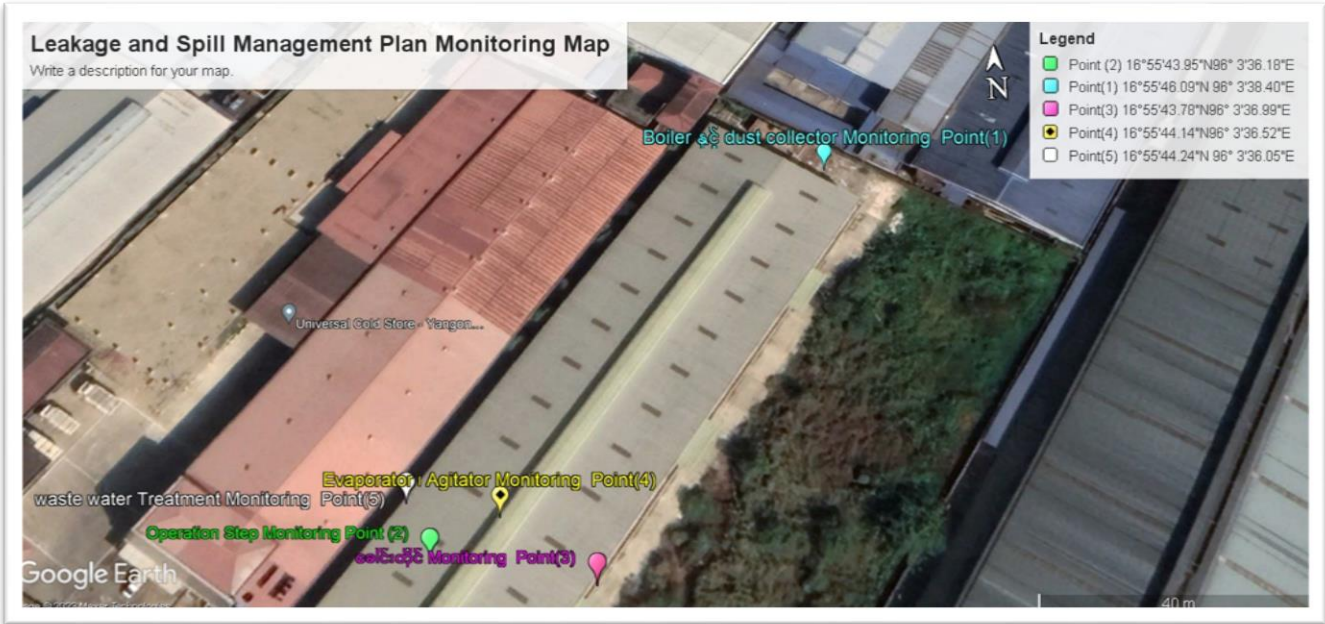 Leakage and Spill Management Plan Monitoring Map
Write a description for your map.
Legend
Point (2) 16°55'43.95"N96° 3'36.18"E
Point(1) 16°55'46.09"N 96° 3'38.40"E
Point(3) 16°55'43.78"N96° 3'36.99"E
Point(4) 16°55'44.14"N96° 3'36.52"E
Point(5) 16°55'44.24"N 96° 3'36.05"E
N
Boiler နှင့် dust collector Monitoring Point(1)
Universal Cold Store - Yangon...
Evaporator ၊ Agitator Monitoring Point(4)
waste water Treatment Monitoring Point(5)
Operation Step Monitoring Point (2)
Monitoring Point(3)
Google Earth
40 m